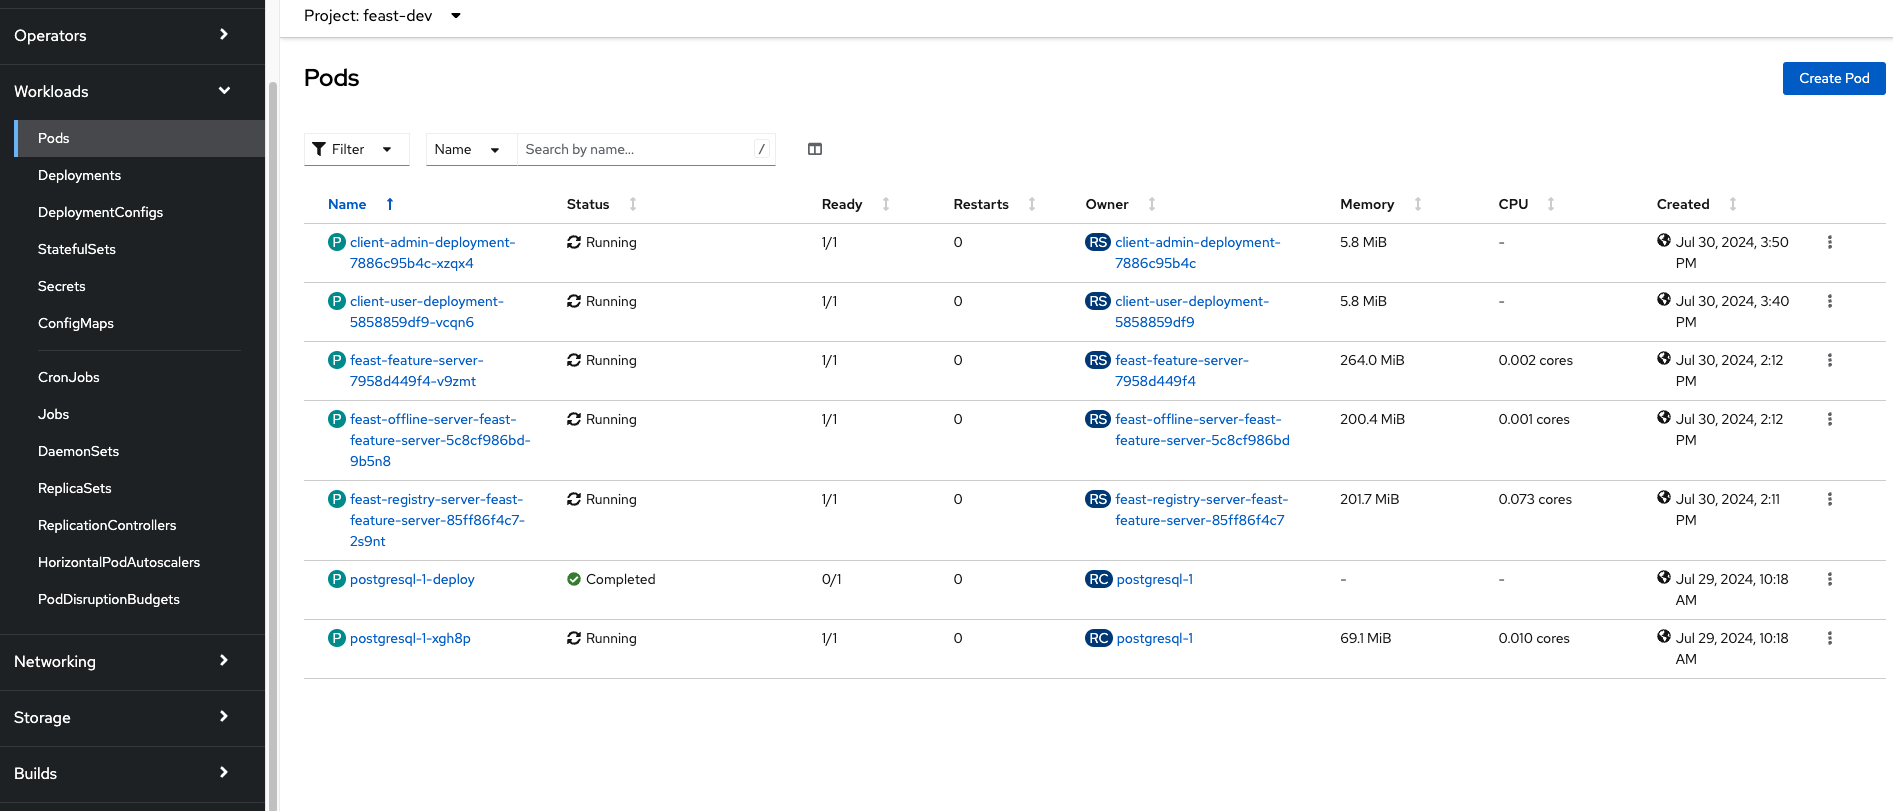 Project: feast-dev
Operators
Workloads
Pods
Deployments
DeploymentConfigs
StatefulSets
Secrets
ConfigMaps
CronJobs
Jobs
DaemonSets
ReplicaSets
ReplicationControllers
HorizontalPodAutoscalers
PodDisruptionBudgets
Networking
Storage
Builds
Pods
Create Pod
Filter Name Search by name... /
Name Status Ready Restarts Owner Memory CPU Created
P client-admin-deployment- Running 1/1 0 RS client-admin-deployment- 5.8 MiB - Jul 30, 2024, 3:50
7886c95b4c-xzqx4 7886c95b4c PM
P client-user-deployment- Running 1/1 0 RS client-user-deployment- 5.8 MiB - Jul 30, 2024, 3:40
5858859df9-vcqn6 5858859df9 PM
P feast-feature-server- Running 1/1 0 RS feast-feature-server- 264.0 MiB 0.002 cores Jul 30, 2024, 2:12
7958d449f4-v9zmt 7958d449f4 PM
P feast-offline-server-feast- Running 1/1 0 RS feast-offline-server-feast- 200.4 MiB 0.001 cores Jul 30, 2024, 2:12
feature-server-5c8cf986bd- feature-server-5c8cf986bd PM
9b5n8
P feast-registry-server-feast- Running 1/1 0 RS feast-registry-server-feast- 201.7 MiB 0.073 cores Jul 30, 2024, 2:11
feature-server-85ff86f4c7- feature-server-85ff86f4c7 PM
2s9nt
P postgresql-1-deploy Completed 0/1 0 RC postgresql-1 - - Jul 29, 2024, 10:18
AM
P postgresql-1-xgh8p Running 1/1 0 RC postgresql-1 69.1 MiB 0.010 cores Jul 29, 2024, 10:18
AM